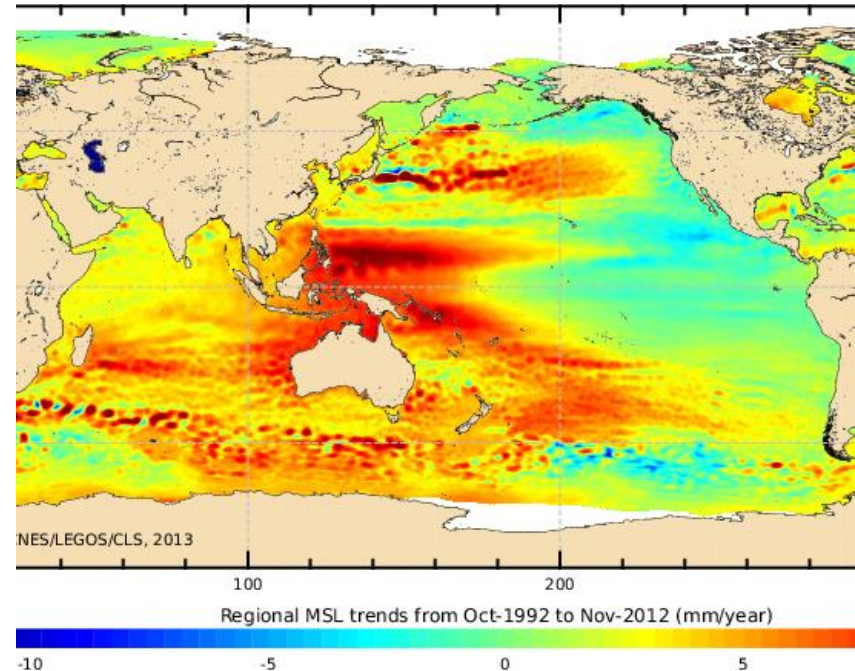 CNES/LEGOS/CLS, 2013
100 200
Regional MSL trends from Oct-1992 to Nov-2012 (mm/year)
-10 -5 0 5